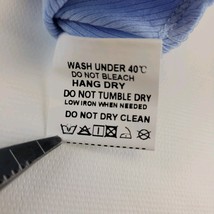 WASH UNDER 40℃
DO NOT BLEACH
HANG DRY
DO NOT TUMBLE DRY
LOW IRON WHEN NEEDED
DO NOT DRY CLEAN